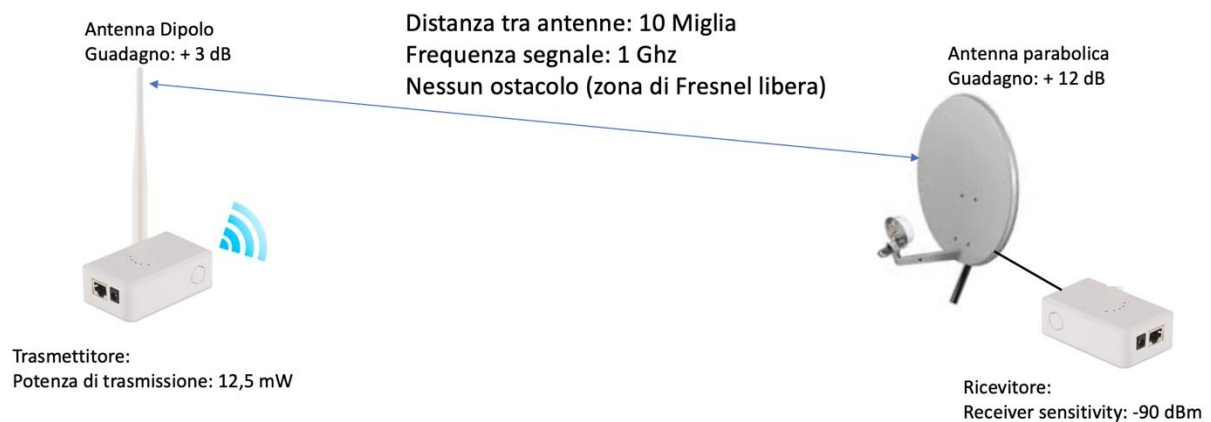 Antenna Dipolo
Guadagno: + 3 dB
Distanza tra antenne: 10 Miglia
Frequenza segnale: 1 Ghz
Nessun ostacolo (zona di Fresnel libera)
Antenna parabolica
Guadagno: + 12 dB
Trasmettitore:
Potenza di trasmissione: 12,5 mW
Ricevitore:
Receiver sensitivity: -90 dBm